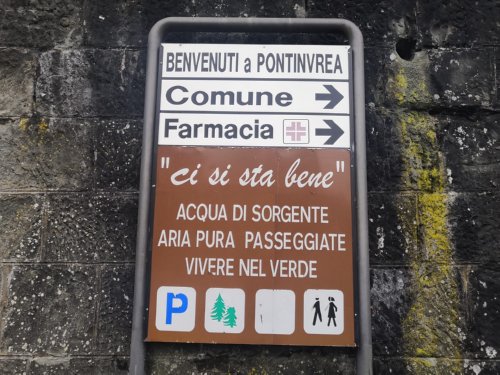 BENVENUTI a PONTINVREA
Comune
Farmacia
"ci si sta bene"
ACQUA DI SORGENTE
ARIA PURA PASSEGGIATE
VIVERE NEL VERDE
P